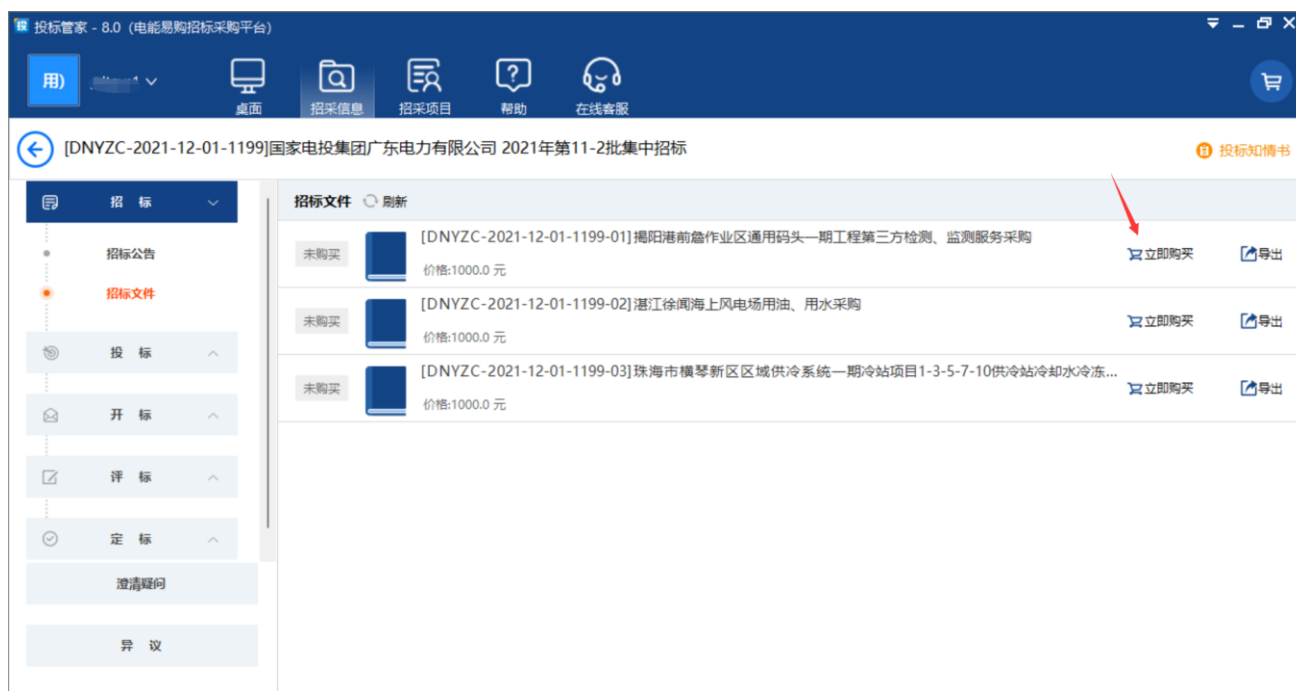 投 投标管家 - 8.0 (电能易购招标采购平台)
用)
桌面 招采信息 招采项目 帮助 在线客服
[DNYZC-2021-12-01-1199]国家电投集团广东电力有限公司 2021年第11-2批集中招标
投标知情书
招 标
招标公告
招标文件
投 标
开 标
评 标
定 标
澄清疑问
异 议
招标文件 刷新
未购买
[DNYZC-2021-12-01-1199-01]揭阳港前詹作业区通用码头一期工程第三方检测、监测服务采购
价格:1000.0 元
立即购买 导出
未购买
[DNYZC-2021-12-01-1199-02]湛江徐闻海上风电场用油、用水采购
价格:1000.0 元
立即购买 导出
未购买
[DNYZC-2021-12-01-1199-03]珠海市横琴新区区域供冷系统一期冷站项目1-3-5-7-10供冷站冷却水冷冻...
价格:1000.0 元
立即购买 导出